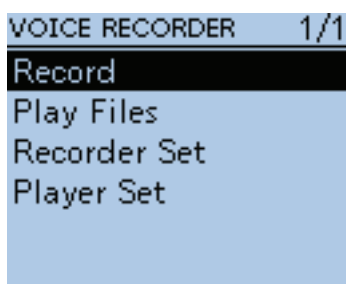 VOICE RECORDER 1/1
Record
Play Files
Recorder Set
Player Set